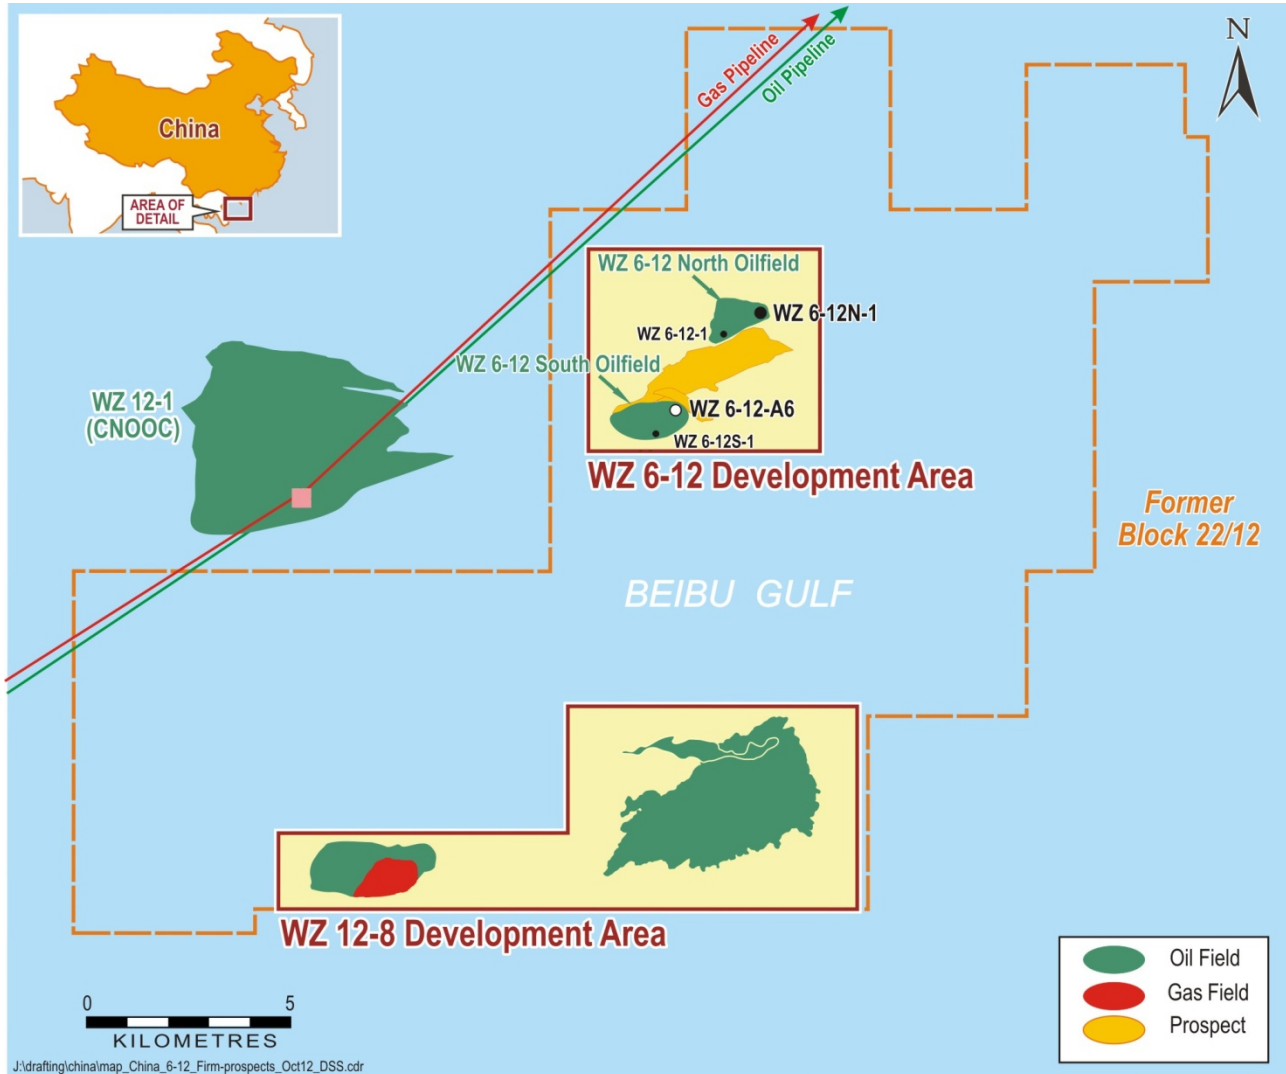 China
AREA OF
DETAIL
Gas Pipeline
Oil Pipeline
N
WZ 6-12 North Oilfield
WZ 6-12N-1
WZ 6-12-1
WZ 6-12 South Oilfield
WZ 6-12-A6
WZ 6-12S-1
WZ 6-12 Development Area
WZ 12-1
(CNOOC)
Former
Block 22/12
BEIBU GULF
WZ 12-8 Development Area
0 5
KILOMETRES
Oil Field
Gas Field
Prospect
J:\drafting\china\map_China_6-12_Firm-prospects_Oct12_DSS.cdr